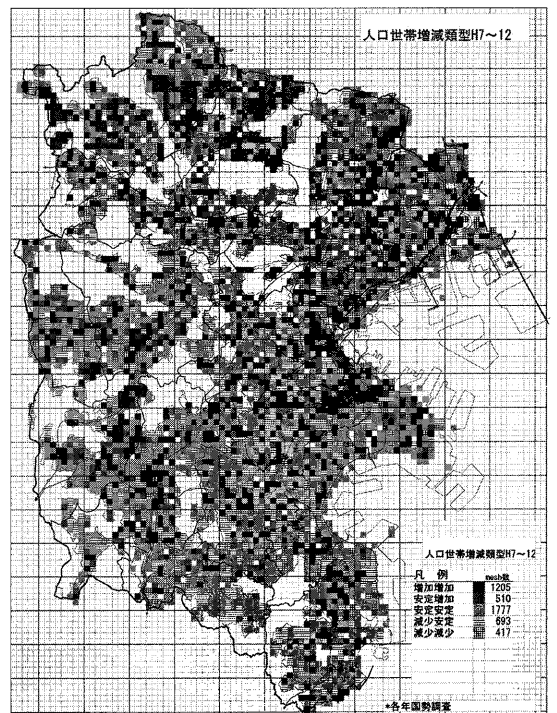 人口世帯増減類型H7～12
人口世帯増減類型H7～12
凡 例 mesh数
増加増加 1205
安定増加 510
安定安定 1777
減少安定 693
減少減少 417
*各年国勢調査